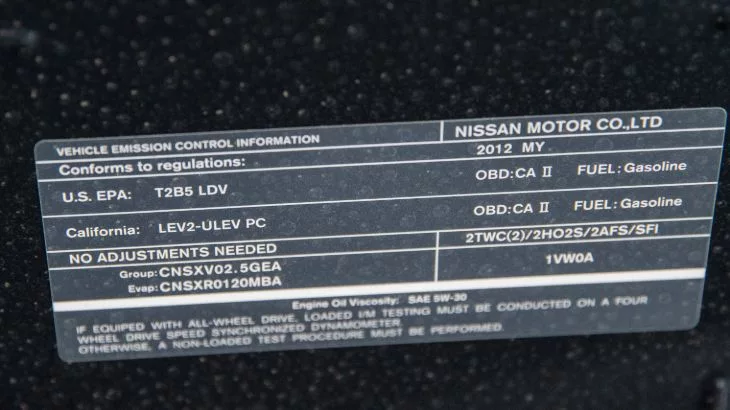 VEHICLE EMISSION CONTROL INFORMATION
NISSAN MOTOR CO.,LTD
Conforms to regulations:
2012 MY
U.S. EPA: T2B5 LDV
OBD:CA II FUEL:Gasoline
California: LEV2-ULEV PC
OBD:CA II FUEL:Gasoline
NO ADJUSTMENTS NEEDED
2TWC(2)/2HO2S/2AFS/SFI
Group:CNSXV02.5GEA
1VW0A
Evap:CNSXR0120MBA
Engine Oil Viscosity: SAE 5W-30
IF EQUIPED WITH ALL-WHEEL DRIVE, LOADED I/M TESTING MUST BE CONDUCTED ON A FOUR
WHEEL DRIVE SPEED SYNCHRONIZED DYNAMOMETER.
OTHERWISE, A NON-LOADED TEST PROCEDURE MUST BE PERFORMED.